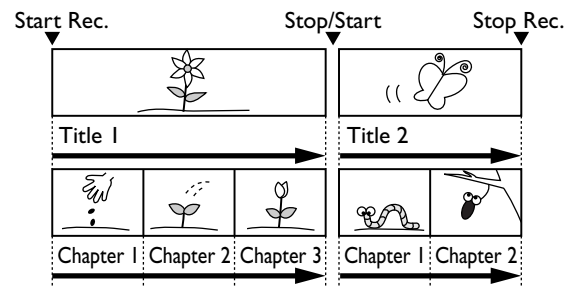 Start Rec. Stop/Start Stop Rec.
Title 1 Title 2
Chapter 1 Chapter 2 Chapter 3 Chapter 1 Chapter 2